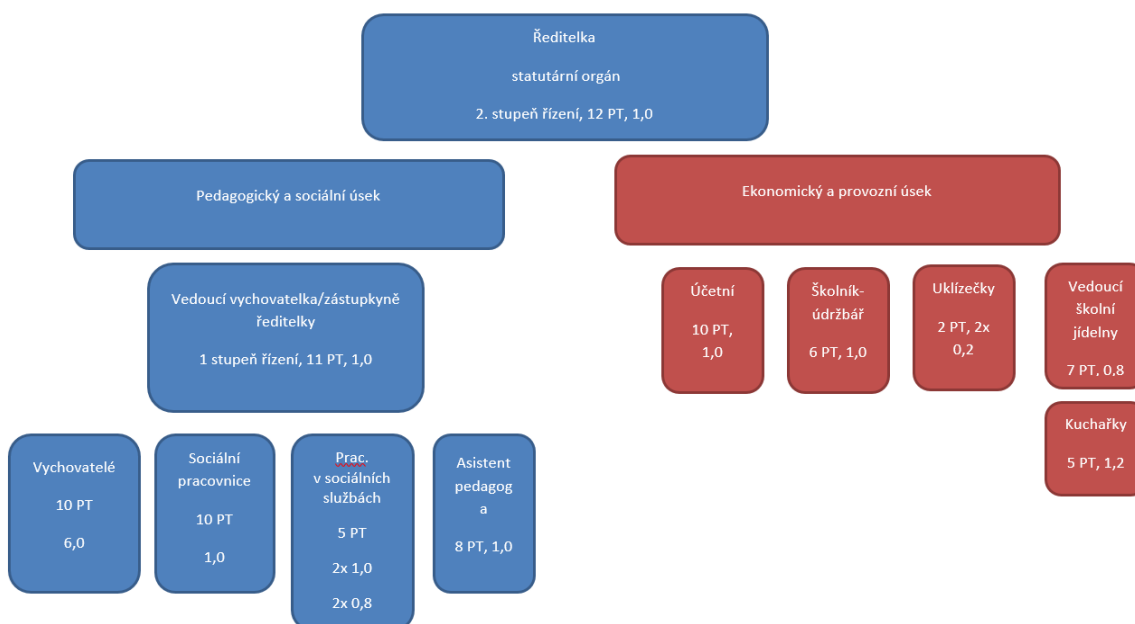 Ředitelka
statutární orgán
2. stupeň řízení, 12 PT, 1,0
Pedagogický a sociální úsek
Ekonomický a provozní úsek
Vedoucí vychovatelka/zástupkyně
ředitelky
1 stupeň řízení, 11 PT, 1,0
Účetní
10 PT,
1,0
Školník-
údržbář
6 PT, 1,0
Uklízečky
2 PT, 2x
0,2
Vedoucí
školní
jídelny
7 PT, 0,8
Kuchařky
5 PT, 1,2
Vychovatelé
10 PT
6,0
Sociální
pracovnice
10 PT
1,0
Prac.
v sociálních
službách
5 PT
2x 1,0
2x 0,8
Asistent
pedagog
a
8 PT, 1,0